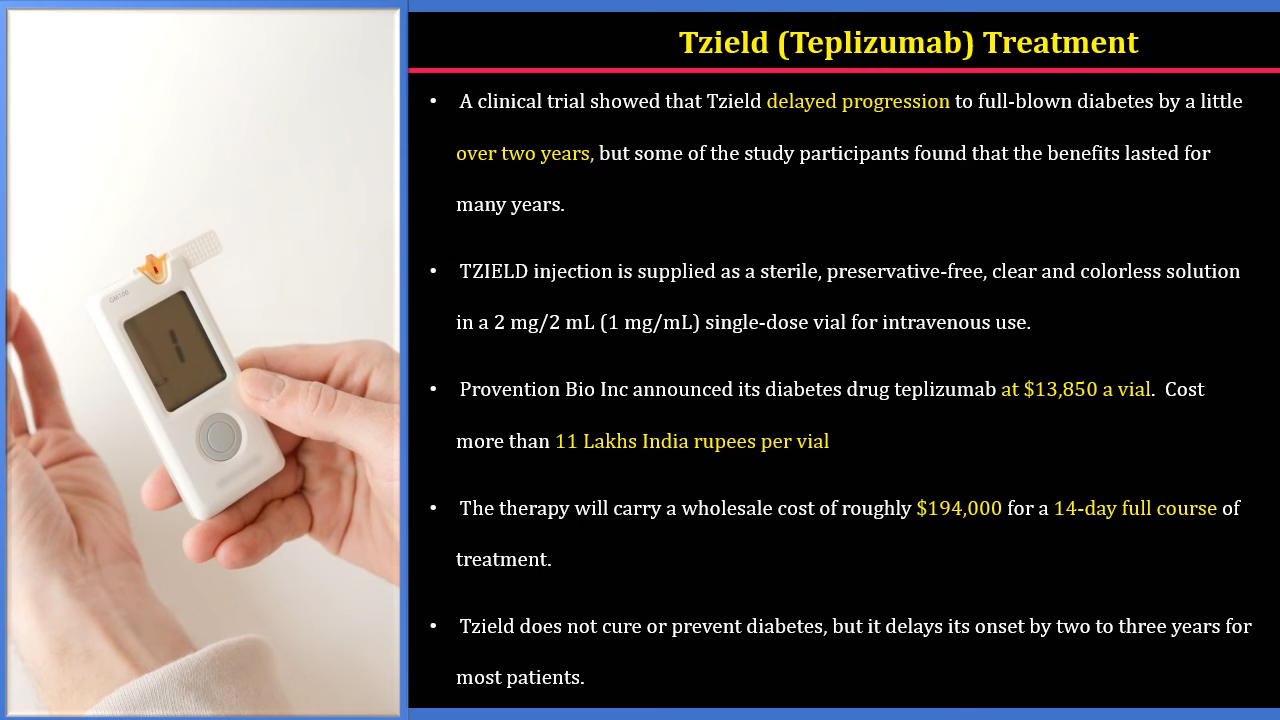 Tzield (Teplizumab) Treatment
• A clinical trial showed that Tzield delayed progression to full-blown diabetes by a little
over two years, but some of the study participants found that the benefits lasted for
many years.
• TZIELD injection is supplied as a sterile, preservative-free, clear and colorless solution
in a 2 mg/2 mL (1 mg/mL) single-dose vial for intravenous use.
• Provention Bio Inc announced its diabetes drug teplizumab at $13,850 a vial. Cost
more than 11 Lakhs India rupees per vial
• The therapy will carry a wholesale cost of roughly $194,000 for a 14-day full course of
treatment.
• Tzield does not cure or prevent diabetes, but it delays its onset by two to three years for
most patients.